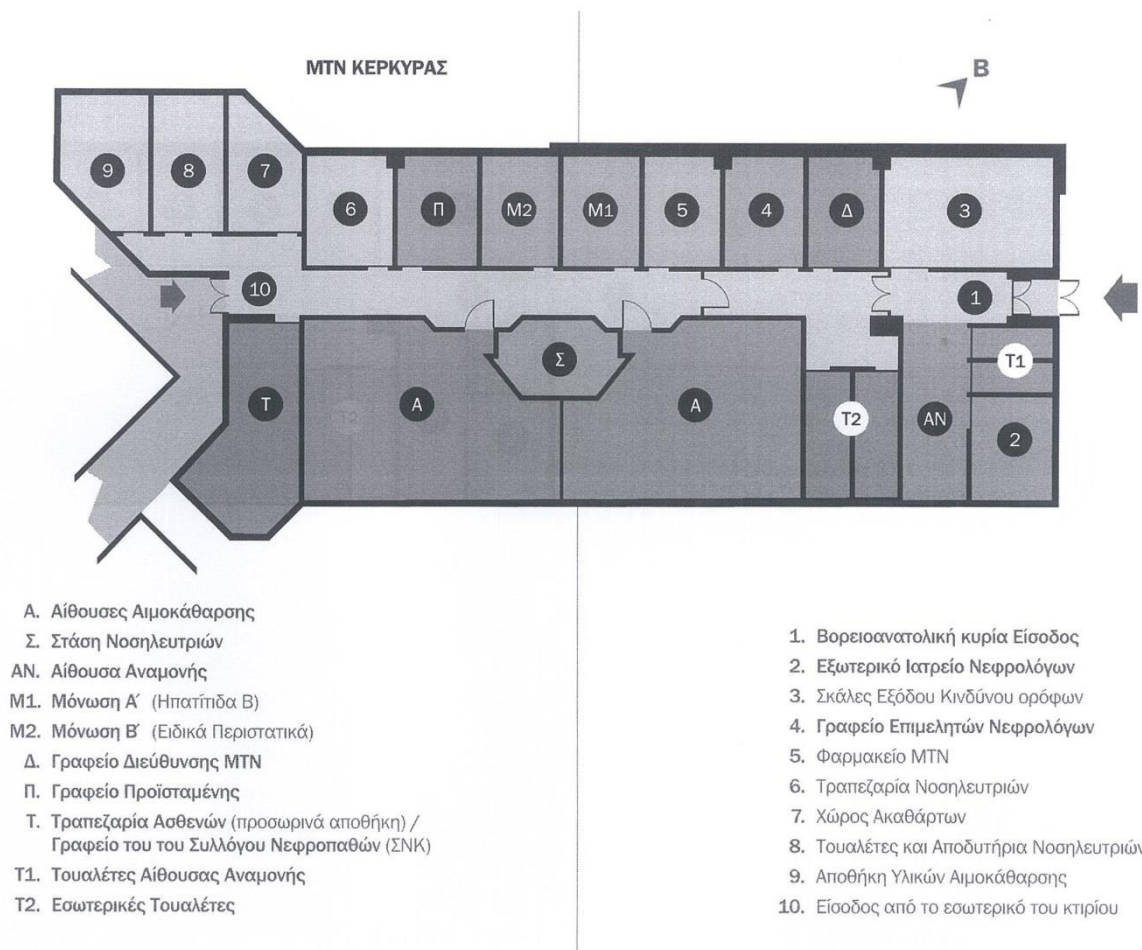 ΜΤΝ ΚΕΡΚΥΡΑΣ
Β
9
8
7
6
Π
Μ2
Μ1
5
4
Δ
3
10
1
Σ
Τ
Α
Α
Τ2
ΑΝ
Τ1
2
Α. Αίθουσες Αιμοκάθαρσης
Σ. Στάση Νοσηλευτριών
ΑΝ. Αίθουσα Αναμονής
Μ1. Μόνωση Α΄ (Ηπατίτιδα Β)
Μ2. Μόνωση Β΄ (Ειδικά Περιστατικά)
Δ. Γραφείο Διεύθυνσης ΜΤΝ
Π. Γραφείο Προϊσταμένης
Τ. Τραπεζαρία Ασθενών (προσωρινά αποθήκη) /
Γραφείο του του Συλλόγου Νεφροπαθών (ΣΝΚ)
Τ1. Τουαλέτες Αίθουσας Αναμονής
Τ2. Εσωτερικές Τουαλέτες
1. Βορειοανατολική κυρία Είσοδος
2. Εξωτερικό Ιατρείο Νεφρολόγων
3. Σκάλες Εξόδου Κινδύνου ορόφων
4. Γραφείο Επιμελητών Νεφρολόγων
5. Φαρμακείο ΜΤΝ
6. Τραπεζαρία Νοσηλευτριών
7. Χώρος Ακαθάρτων
8. Τουαλέτες και Αποδυτήρια Νοσηλευτριών
9. Αποθήκη Υλικών Αιμοκάθαρσης
10. Είσοδος από το εσωτερικό του κτιρίου